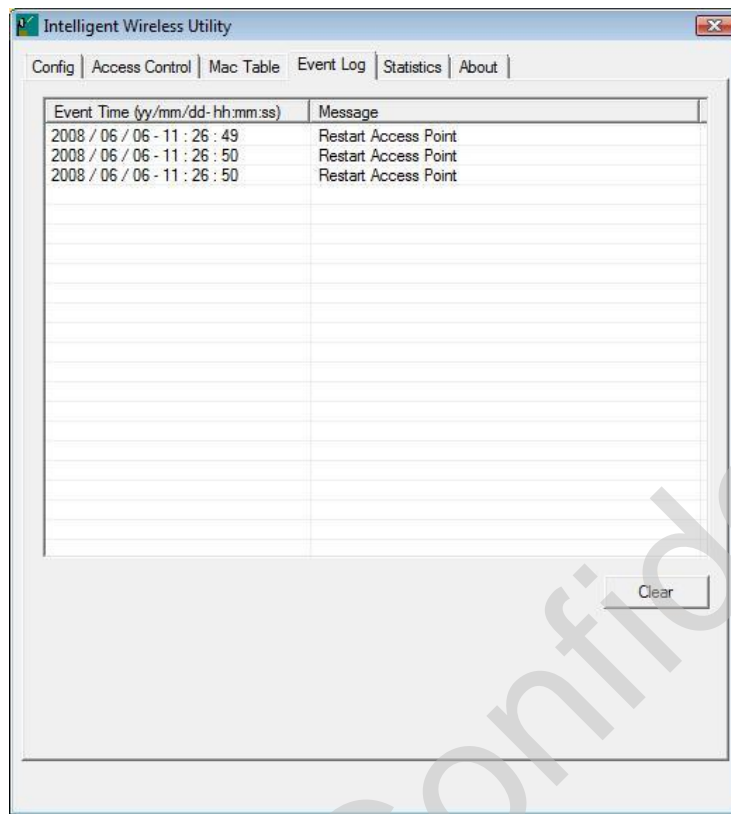 Intelligent Wireless Utility
Config Access Control Mac Table Event Log Statistics About
Event Time (yy/mm/dd- hh:mm:ss) Message
2008 / 06 / 06 - 11 : 26 : 49 Restart Access Point
2008 / 06 / 06 - 11 : 26 : 50 Restart Access Point
2008 / 06 / 06 - 11 : 26 : 50 Restart Access Point
Clear